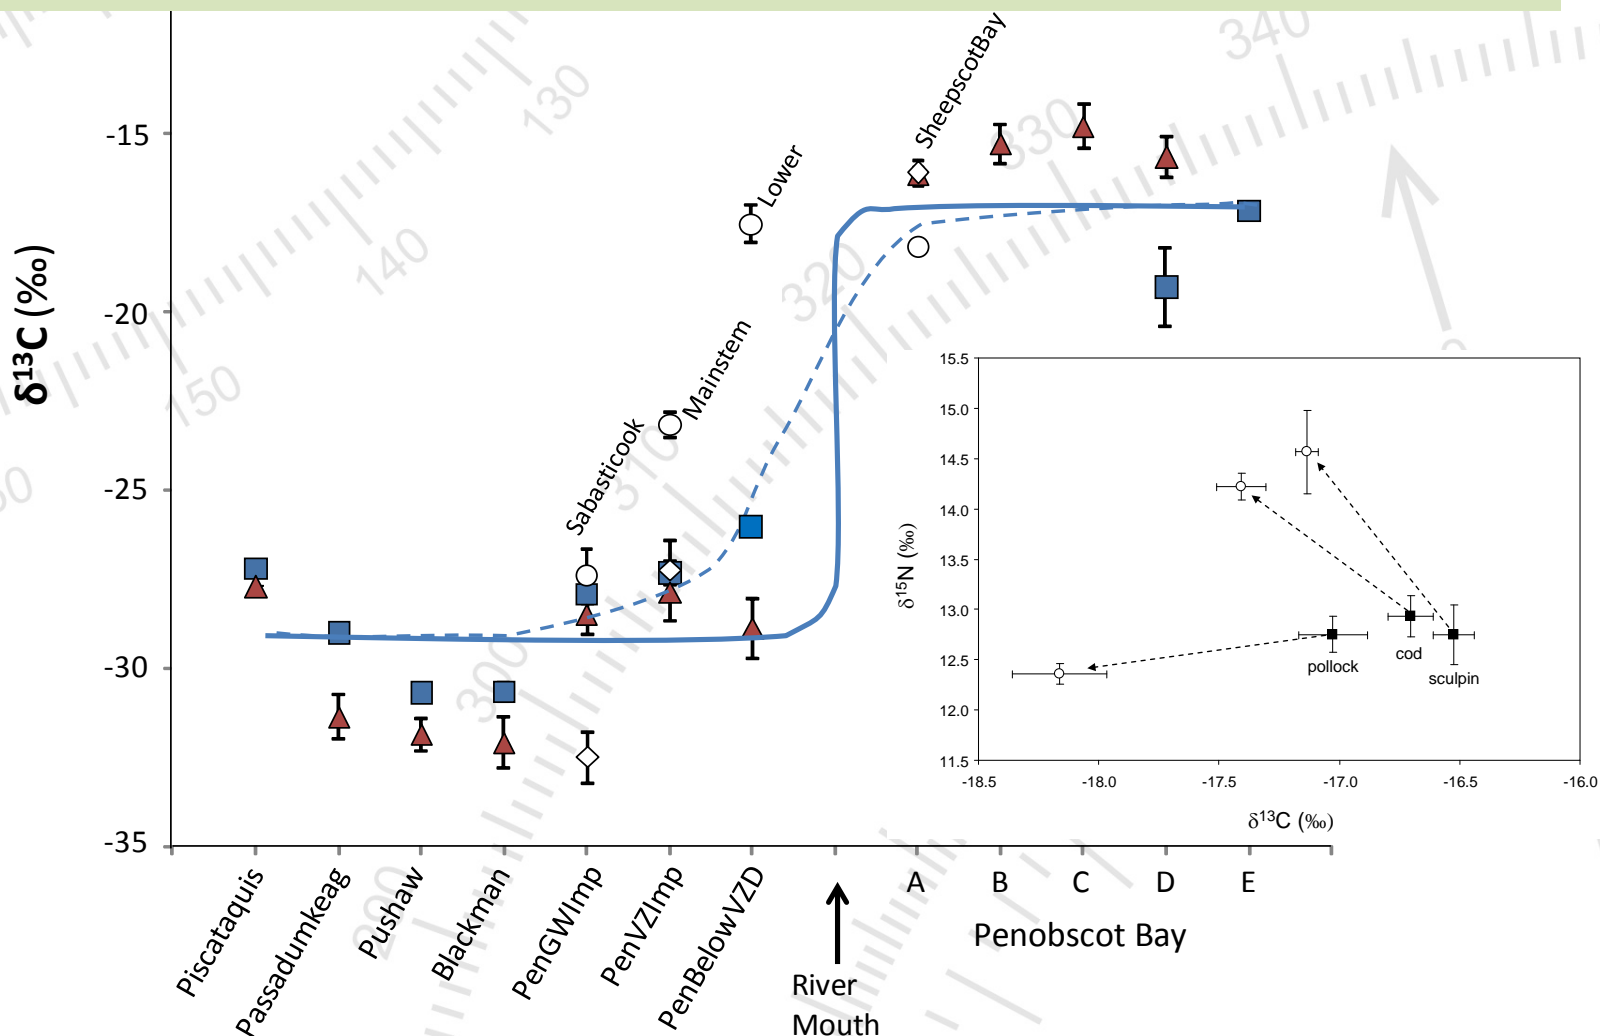 130
340
SheepscotBay
-15
330
140
Lower
δ¹³C (‰)
320
-20
150
Mainstem
Sabasticook
310
-25
15.5
15.0
14.5
14.0
δ¹⁵N (‰)
13.5
13.0
pollock
cod
sculpin
12.5
12.0
11.5
-18.5 -18.0 -17.5 -17.0 -16.5 -16.0
δ¹³C (‰)
300
-30
-35
290
Piscataquis
Passadumkeag
Pushaw
Blackman
PenGWImp
PenVZImp
PenBelowVZD
A B C D E
Penobscot Bay
River
Mouth